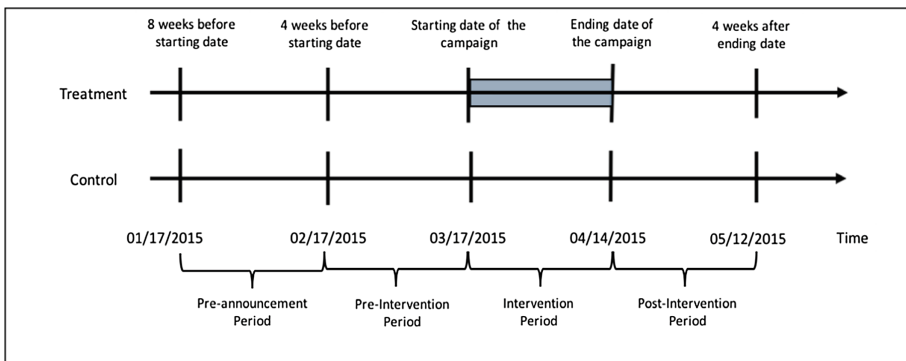 8 weeks before
starting date
4 weeks before
starting date
Starting date of the
campaign
Ending date of
the campaign
4 weeks after
ending date
Treatment
Control
01/17/2015
02/17/2015
03/17/2015
04/14/2015
05/12/2015
Time
Pre-announcement
Period
Pre-Intervention
Period
Intervention
Period
Post-Intervention
Period